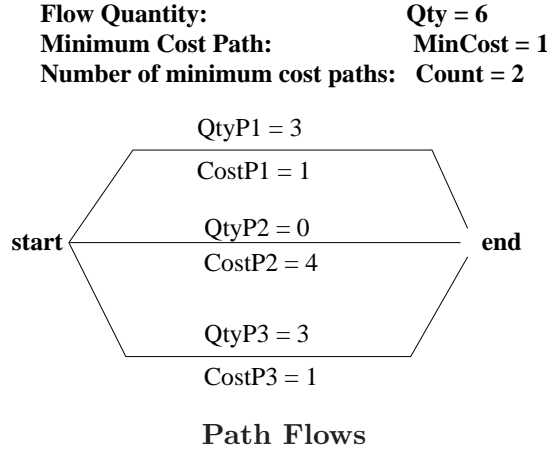 Flow Quantity: Qty = 6
Minimum Cost Path: MinCost = 1
Number of minimum cost paths: Count = 2
QtyP1 = 3
CostP1 = 1
QtyP2 = 0
start end
CostP2 = 4
QtyP3 = 3
CostP3 = 1
Path Flows